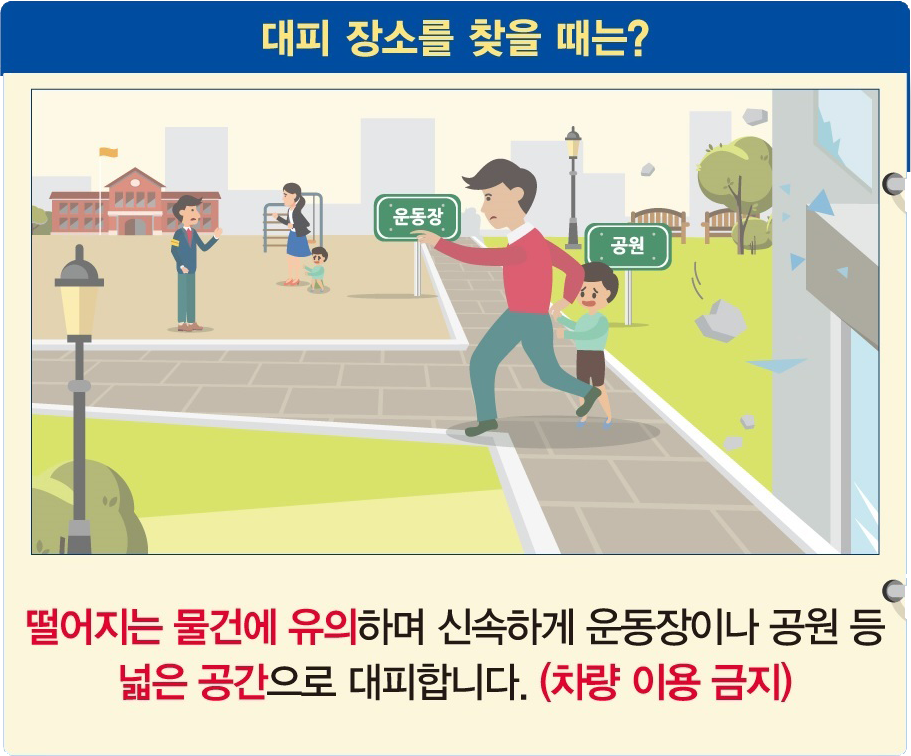 대피 장소를 찾을 때는?
운동장
공원
떨어지는 물건에 유의하며 신속하게 운동장이나 공원 등
넓은 공간으로 대피합니다. (차량 이용 금지)